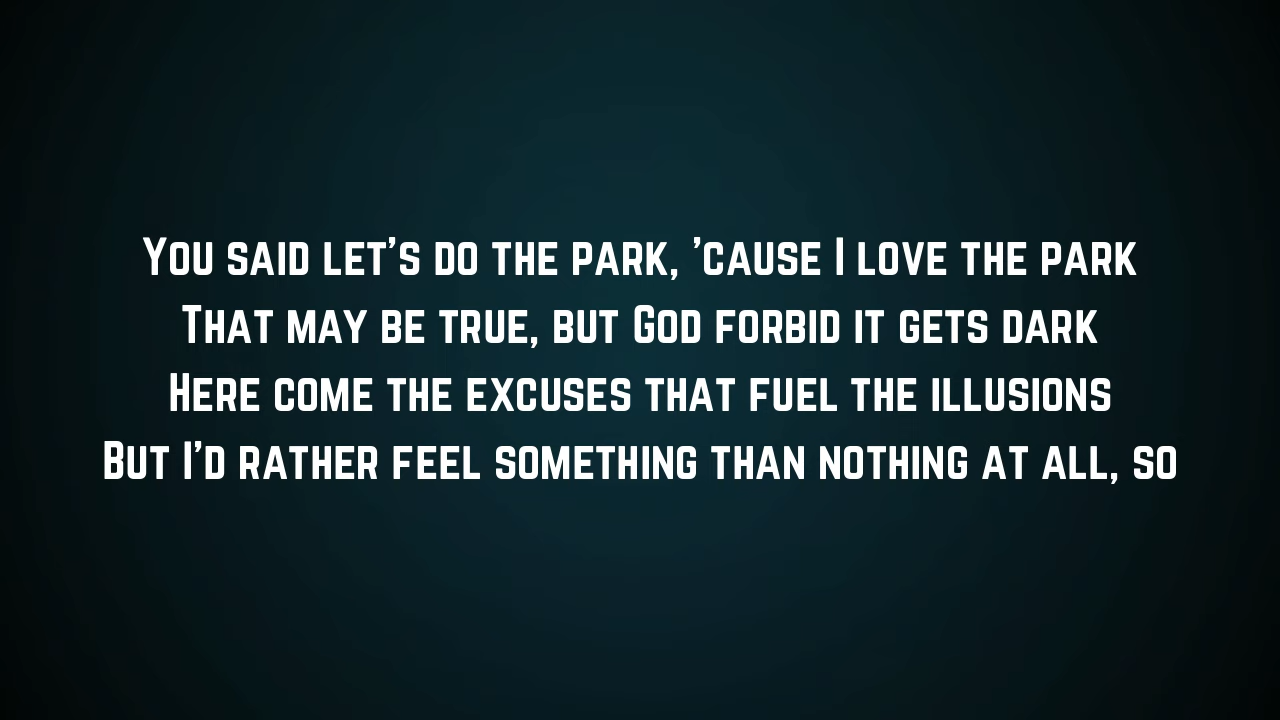 You said let's do the park, 'cause I love the park
That may be true, but God forbid it gets dark
Here come the excuses that fuel the illusions
But I'd rather feel something than nothing at all, so